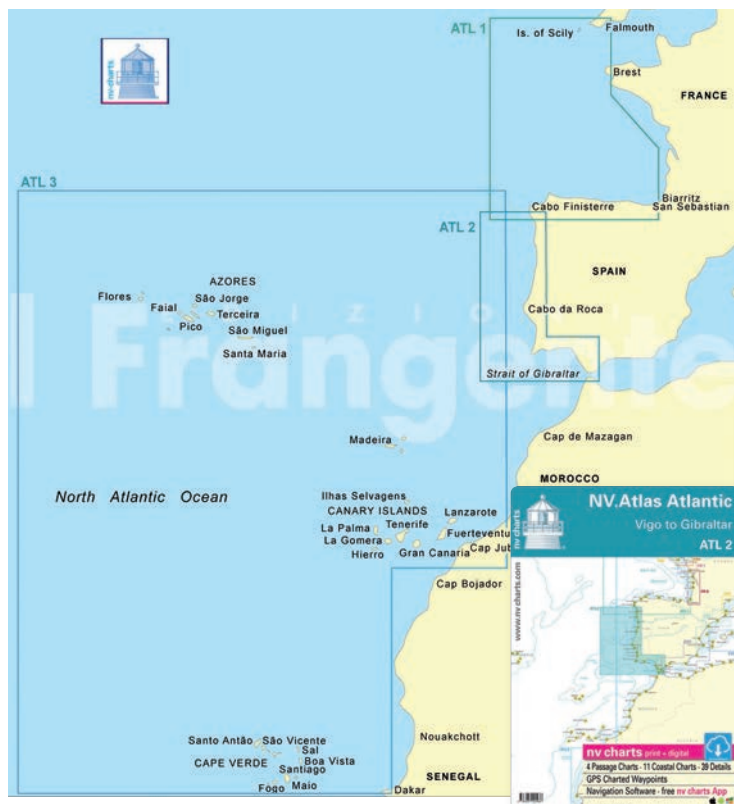 ATL 1
Is. of Scily
Falmouth
nv·charts
Brest
FRANCE
ATL 3
Biarritz
Cabo Finisterre
San Sebastian
ATL 2
AZORES
SPAIN
Flores
São Jorge
Faial
Terceira
Cabo da Roca
Pico
São Miguel
Santa Maria
Frangente
Strait of Gibraltar
Madeira
Cap de Mazagan
MOROCCO
North Atlantic Ocean
Ilhas Selvagens
CANARY ISLANDS
Lanzarote
La Palma
Tenerife
La Gomera
Fuerteventu
Hierro
Gran Canaria
Cap Jub
Cap Bojador
NV.Atlas Atlantic
Vigo to Gibraltar
ATL 2
nv charts
www.nvcharts.com
Santo Antão
São Vicente
Sal
Boa Vista
CAPE VERDE
Santiago
Maio
Fogo
Nouakchott
SENEGAL
Dakar
nv charts print + digital
4 Passage Charts - 11 Coastal Charts - 39 Details
GPS Charted Waypoints
Navigation Software - free nv charts App